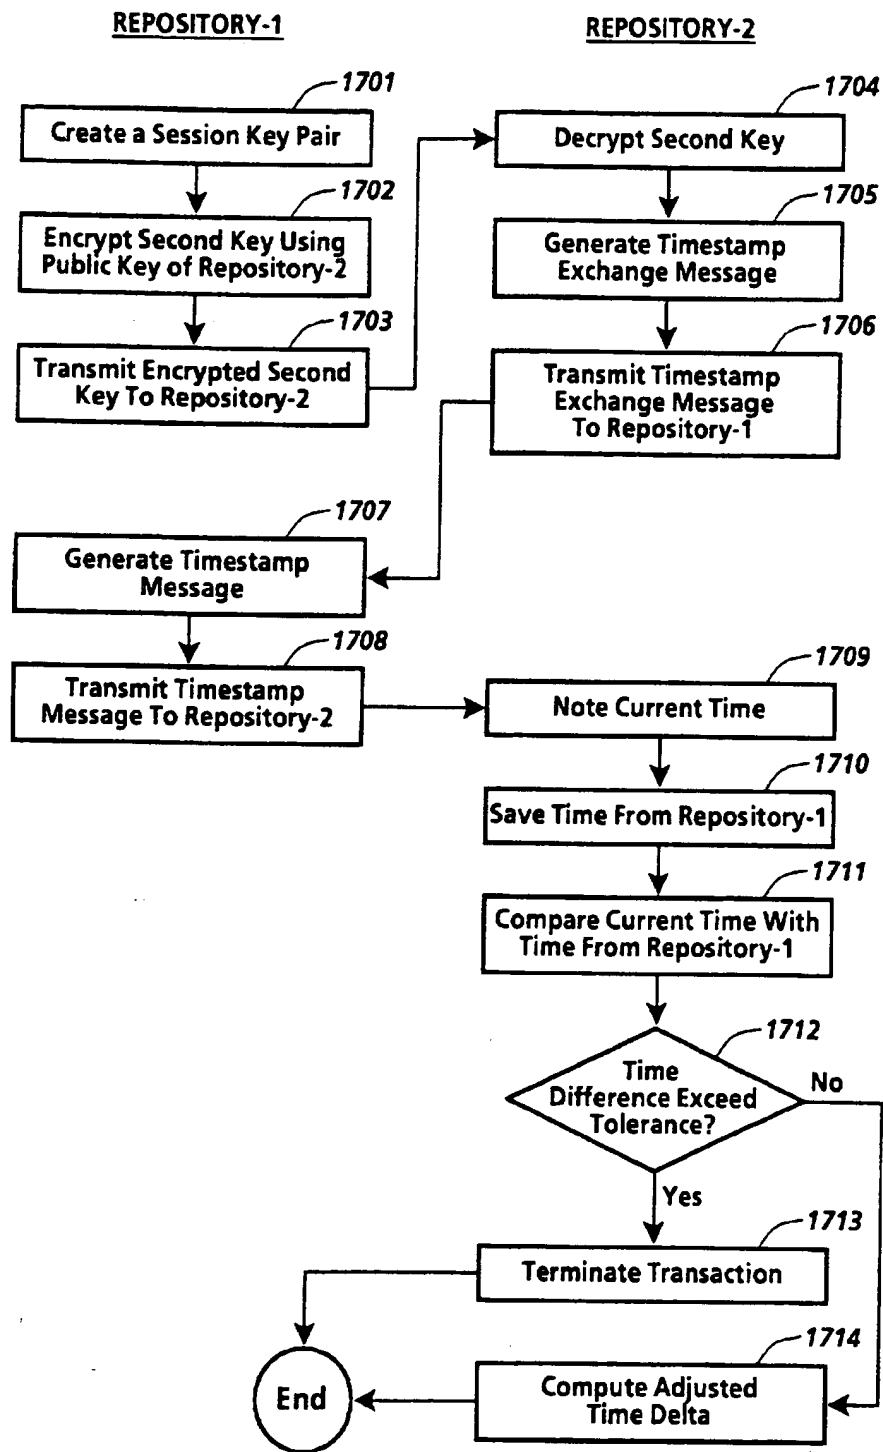 REPOSITORY-1
REPOSITORY-2
1701
Create a Session Key Pair
1702
Encrypt Second Key Using
Public Key of Repository-2
1703
Transmit Encrypted Second
Key To Repository-2
1704
Decrypt Second Key
1705
Generate Timestamp
Exchange Message
1706
Transmit Timestamp
Exchange Message
To Repository-1
1707
Generate Timestamp
Message
1708
Transmit Timestamp
Message To Repository-2
1709
Note Current Time
1710
Save Time From Repository-1
1711
Compare Current Time With
Time From Repository-1
1712
Time
Difference Exceed
Tolerance?
No
Yes
1713
Terminate Transaction
1714
Compute Adjusted
Time Delta
End